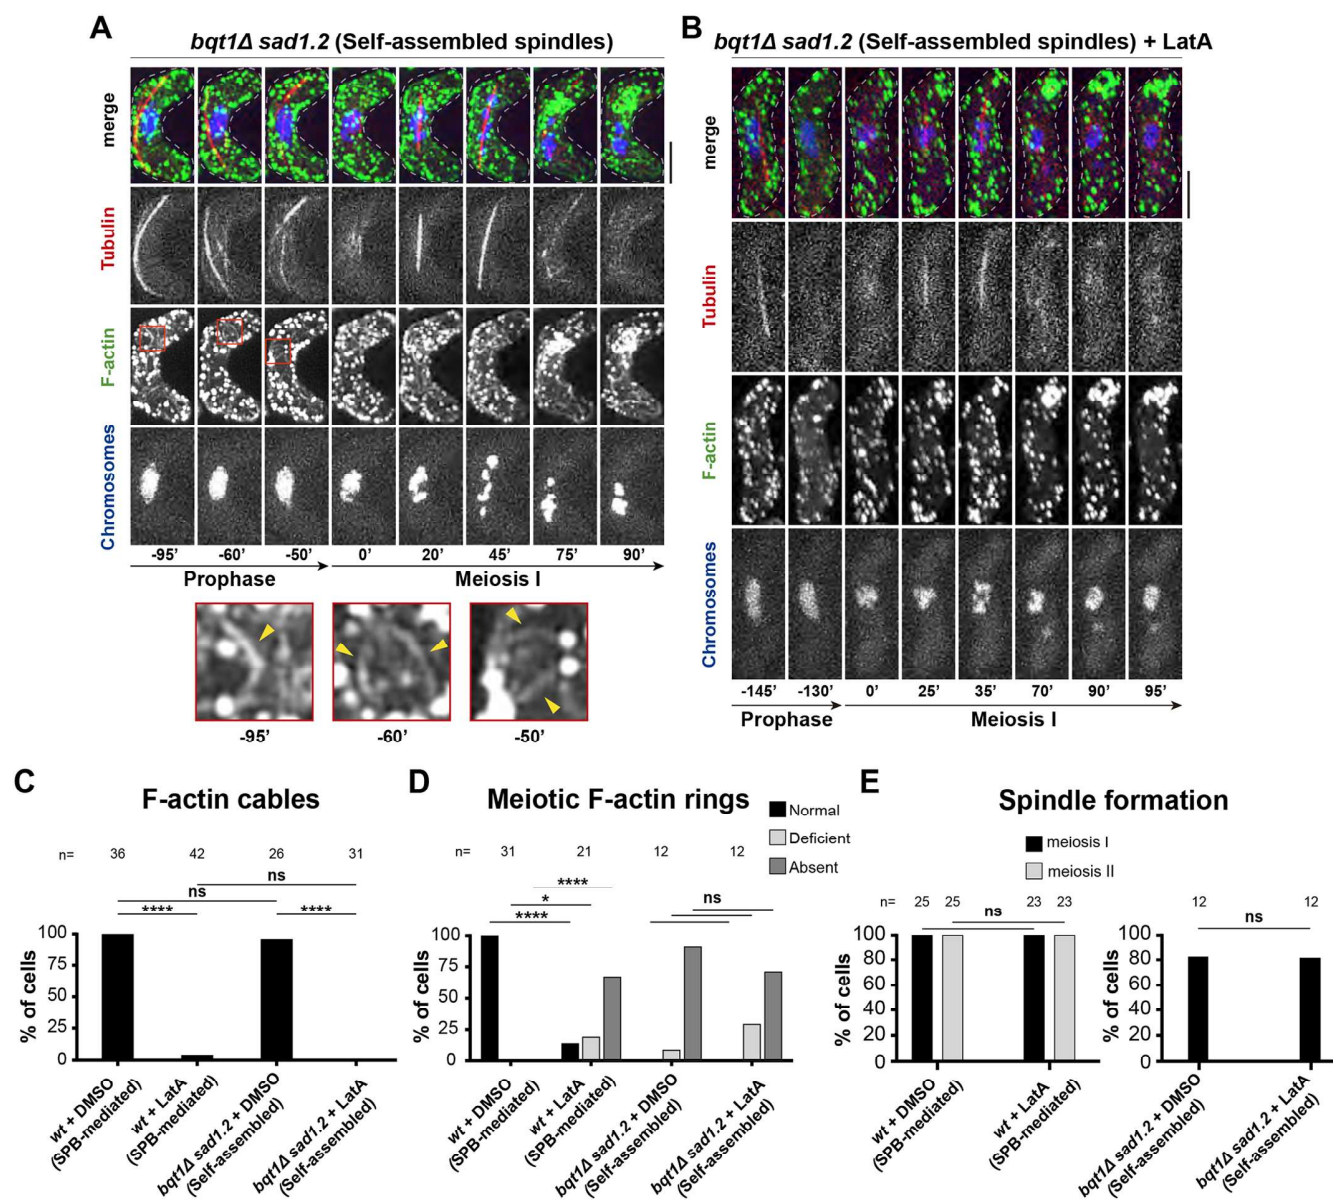 A
bqt1Δ sad1.2 (Self-assembled spindles)
merge
Tubulin
F-actin
Chromosomes
-95’ -60’ -50’ 0’ 20’ 45’ 75’ 90’
Prophase Meiosis I
-95’ -60’ -50’
B
bqt1Δ sad1.2 (Self-assembled spindles) + LatA
merge
Tubulin
F-actin
Chromosomes
-145’ -130’ 0’ 25’ 35’ 70’ 90’ 95’
Prophase Meiosis I
C
F-actin cables
n= 36 42 26 31
ns
ns
**** ****
% of cells
100
75
50
25
0
wt + DMSO
(SPB-mediated)
wt + LatA
(SPB-mediated)
bqt1Δ sad1.2 + DMSO
(Self-assembled)
bqt1Δ sad1.2 + LatA
(Self-assembled)
D
Meiotic F-actin rings
Normal
Deficient
Absent
n= 31 21 12 12
****
*
****
ns
% of cells
100
75
50
25
0
wt + DMSO
(SPB-mediated)
wt + LatA
(SPB-mediated)
bqt1Δ sad1.2 + DMSO
(Self-assembled)
bqt1Δ sad1.2 + LatA
(Self-assembled)
E
Spindle formation
meiosis I
meiosis II
n= 25 25 23 23
ns
% of cells
100
80
60
40
20
0
wt + DMSO
(SPB-mediated)
wt + LatA
(SPB-mediated)
12 12
ns
% of cells
100
80
60
40
20
0
bqt1Δ sad1.2 + DMSO
(Self-assembled)
bqt1Δ sad1.2 + LatA
(Self-assembled)